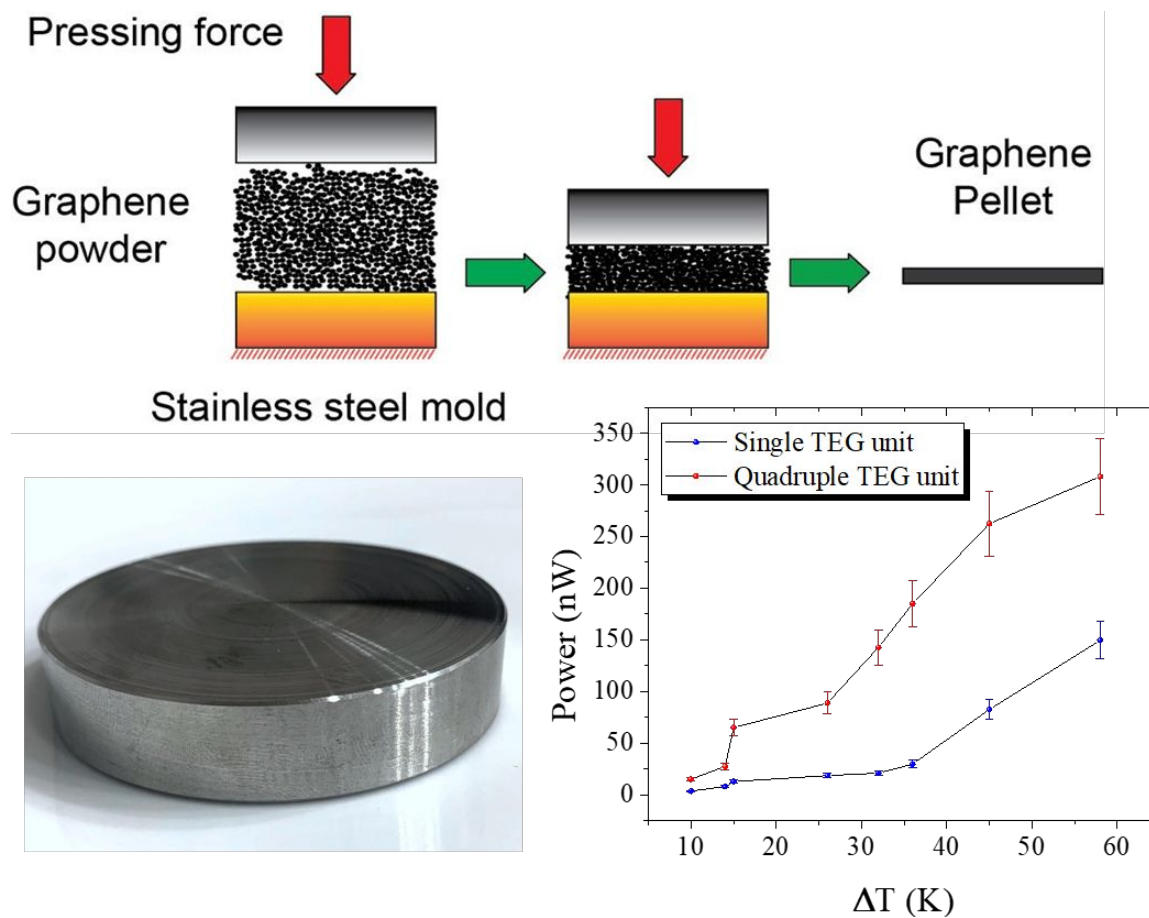 Pressing force
Graphene
powder
Graphene
Pellet
Stainless steel mold
Single TEG unit
Quadruple TEG unit
Power (nW)
350
300
250
200
150
100
50
0
10
20
30
40
50
60
ΔT (K)